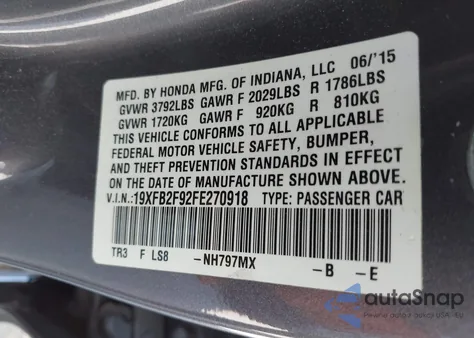 MFD. BY HONDA MFG. OF INDIANA, LLC 06/'15
GVWR 3792LBS GAWR F 2029LBS R 1786LBS
GVWR 1720KG GAWR F 920KG R 810KG
THIS VEHICLE CONFORMS TO ALL APPLICABLE
FEDERAL MOTOR VEHICLE SAFETY, BUMPER,
AND THEFT PREVENTION STANDARDS IN EFFECT
ON THE DATE OF MANUFACTURE SHOWN ABOVE.
V.I.N.: 19XFB2F92FE270918 TYPE: PASSENGER CAR
TR3 F LS8 -NH797MX -B -E
autoSnap